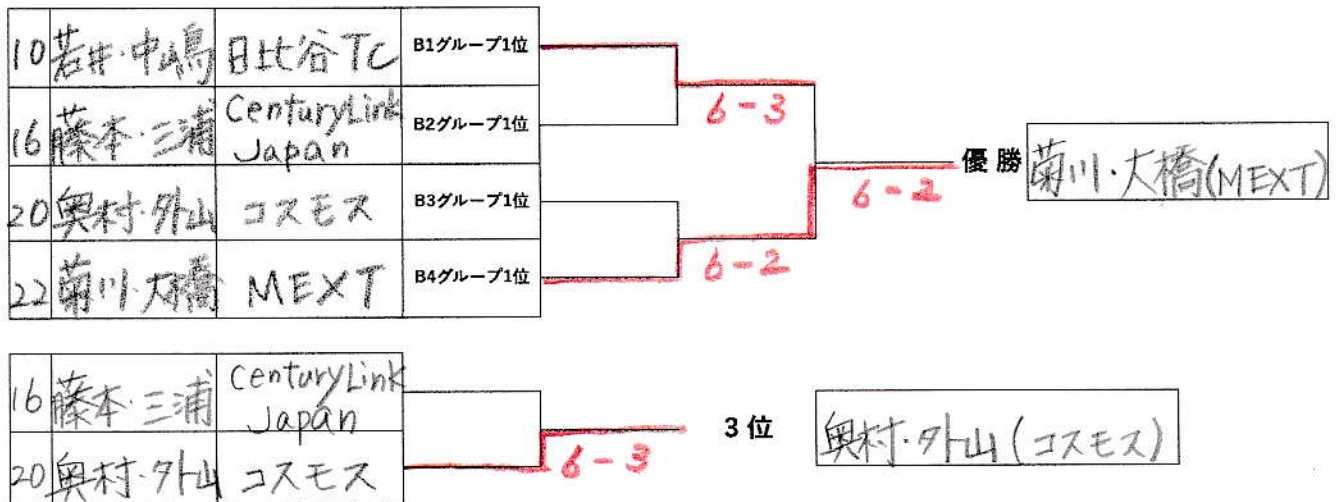 10 若井・中嶋 日比谷TC B1グループ1位
6-3
16 藤本・三浦 CenturyLink Japan B2グループ1位
優勝 菊川・大橋(MEXT)
6-2
20 奥村・外山 コスモス B3グループ1位
6-2
22 菊川・大橋 MEXT B4グループ1位
16 藤本・三浦 CenturyLink Japan
3位 奥村・外山(コスモス)
6-3
20 奥村・外山 コスモス